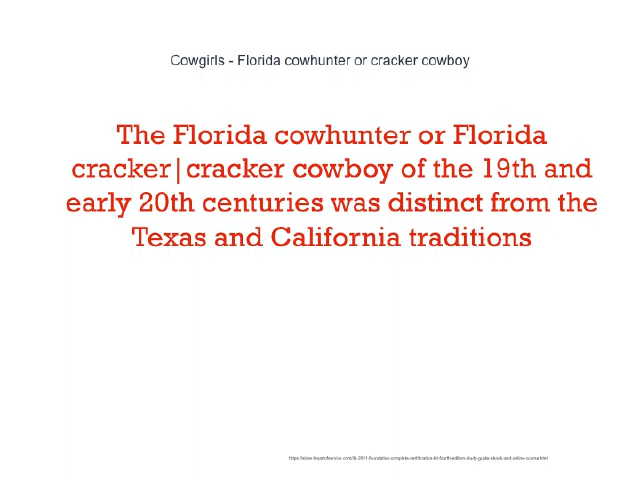 Cowgirls - Florida cowhunter or cracker cowboy
The Florida cowhunter or Florida
cracker|cracker cowboy of the 19th and
early 20th centuries was distinct from the
Texas and California traditions